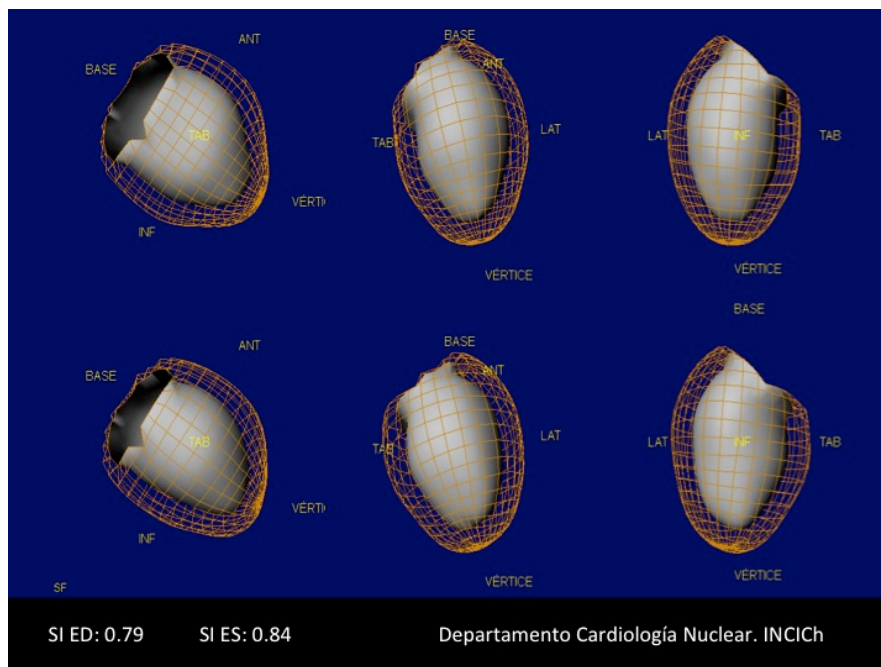 ANT
BASE
TAB
VÉRTI
INF
BASE
ANT
LAT
TAB
VÉRTICE
LAT
INF
TAB
VÉRTICE
ANT
BASE
TAB
VÉRTI
INF
BASE
ANT
LAT
TAB
VÉRTICE
BASE
LAT
INF
TAB
VÉRTICE
SF
SI ED: 0.79 SI ES: 0.84 Departamento Cardiología Nuclear. INCICh